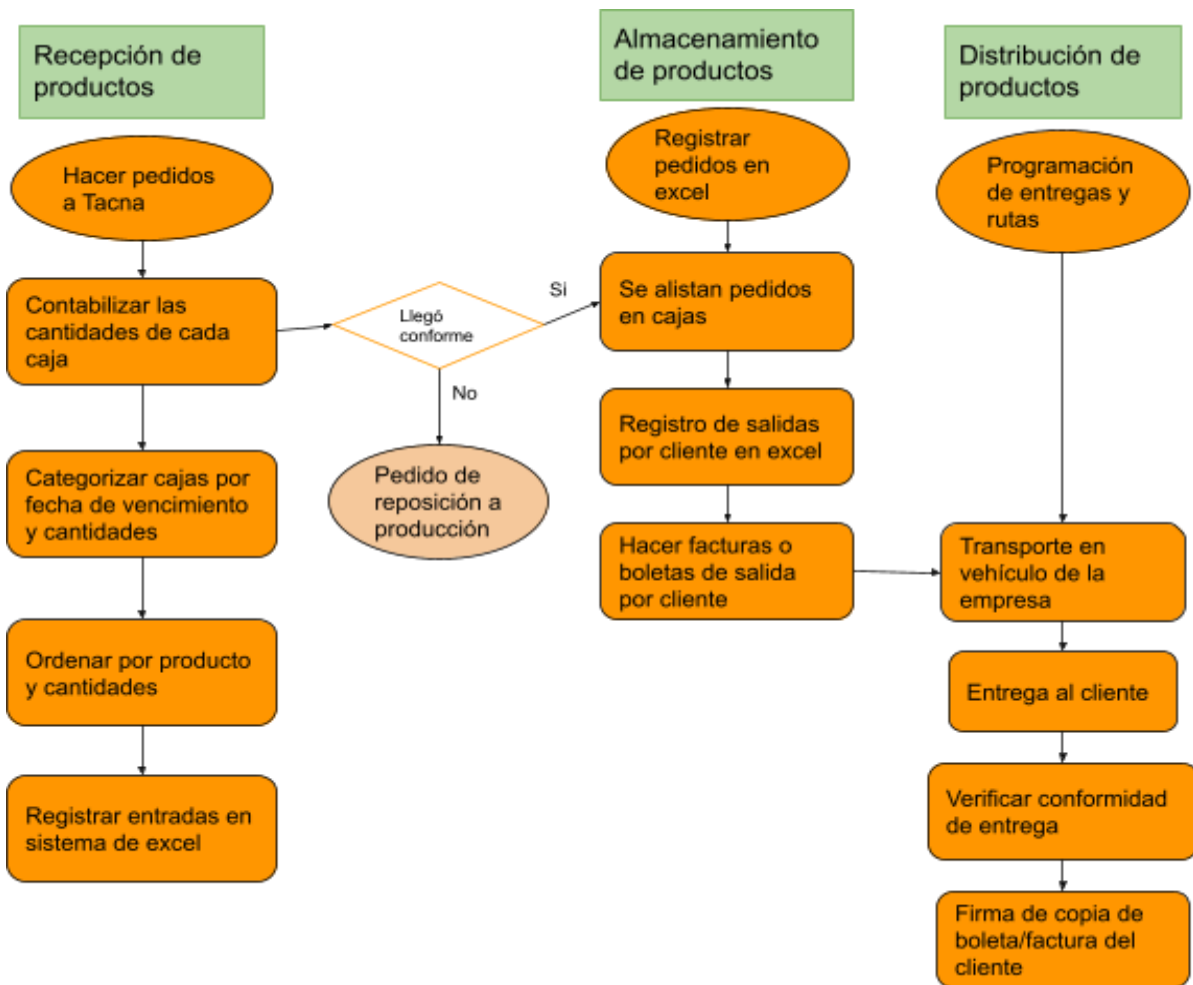 Recepción de
productos
Hacer pedidos
a Tacna
Contabilizar las
cantidades de cada
caja
Categorizar cajas por
fecha de vencimiento
y cantidades
Ordenar por producto
y cantidades
Registrar entradas en
sistema de excel
Llegó
conforme
Si
No
Pedido de
reposición a
producción
Almacenamiento
de productos
Registrar
pedidos en
excel
Se alistan pedidos
en cajas
Registro de salidas
por cliente en excel
Hacer facturas o
boletas de salida
por cliente
Distribución de
productos
Programación
de entregas y
rutas
Transporte en
vehículo de la
empresa
Entrega al cliente
Verificar conformidad
de entrega
Firma de copia de
boleta/factura del
cliente